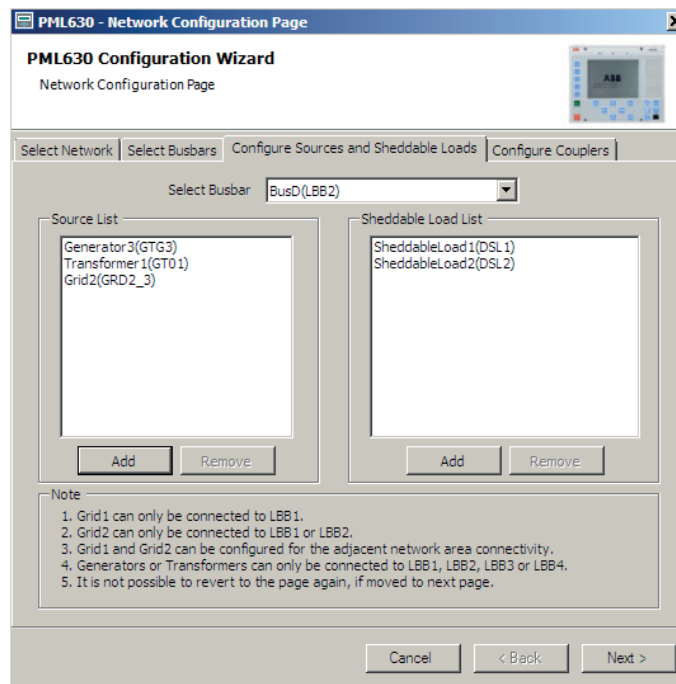 PML630 - Network Configuration Page
PML630 Configuration Wizard
Network Configuration Page
ABB
Select Network
Select Busbars
Configure Sources and Sheddable Loads
Configure Couplers
Select Busbar
BusD(LBB2)
Source List
Generator3(GTG3)
Transformer1(GT01)
Grid2(GRD2_3)
Add
Remove
Sheddable Load List
SheddableLoad1(DSL1)
SheddableLoad2(DSL2)
Add
Remove
Note
1. Grid1 can only be connected to LBB1.
2. Grid2 can only be connected to LBB1 or LBB2.
3. Grid1 and Grid2 can be configured for the adjacent network area connectivity.
4. Generators or Transformers can only be connected to LBB1, LBB2, LBB3 or LBB4.
5. It is not possible to revert to the page again, if moved to next page.
Cancel
< Back
Next >